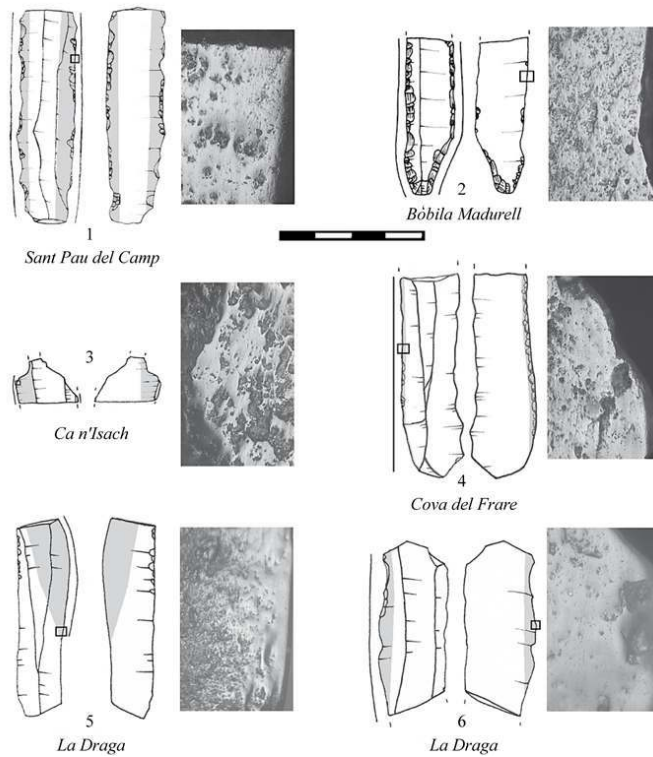 1
Sant Pau del Camp
2
Bòbila Madurell
3
Ca n'Isach
4
Cova del Frare
5
La Draga
6
La Draga